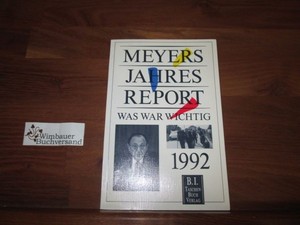 MEYERS
JAHRES
REPORT
WAS WAR WICHTIG
1992
B.I.
TASCHEN
BUCH
VERLAG
Wimbauer
Buchversand